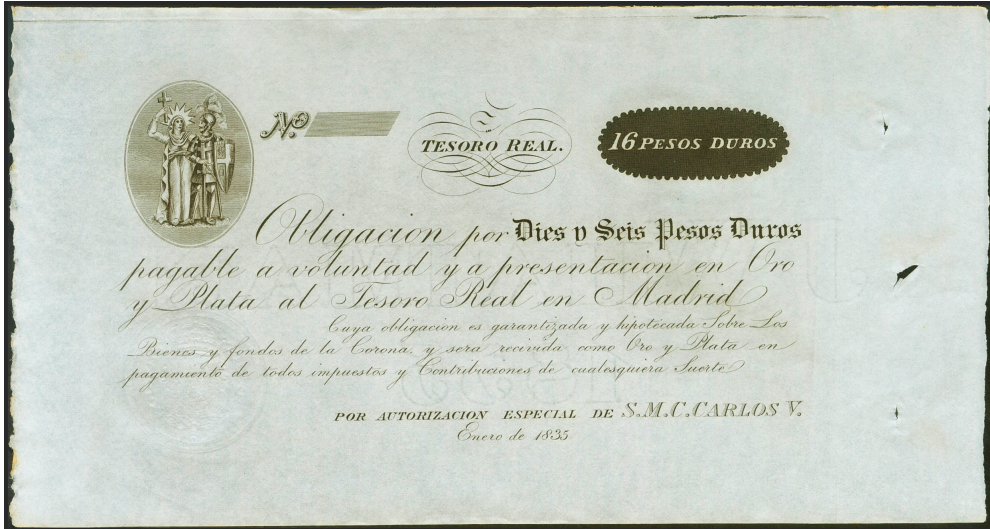 No.
TESORO REAL.
16 PESOS DUROS
Obligacion por Dies y Seis Pesos Duros
pagable a voluntad y a presentacion en Oro
y Plata al Tesoro Real en Madrid
Cuya obligacion es garantizada y hipotecada Sobre Los
Bienes y fondos de la Corona, y sera recivida como Oro y Plata en
pagamento de todos impuestos y Contribuciones de cualesquiera Suerte
POR AUTORIZACION ESPECIAL DE S.M.C. CARLOS V.
Enero de 1835